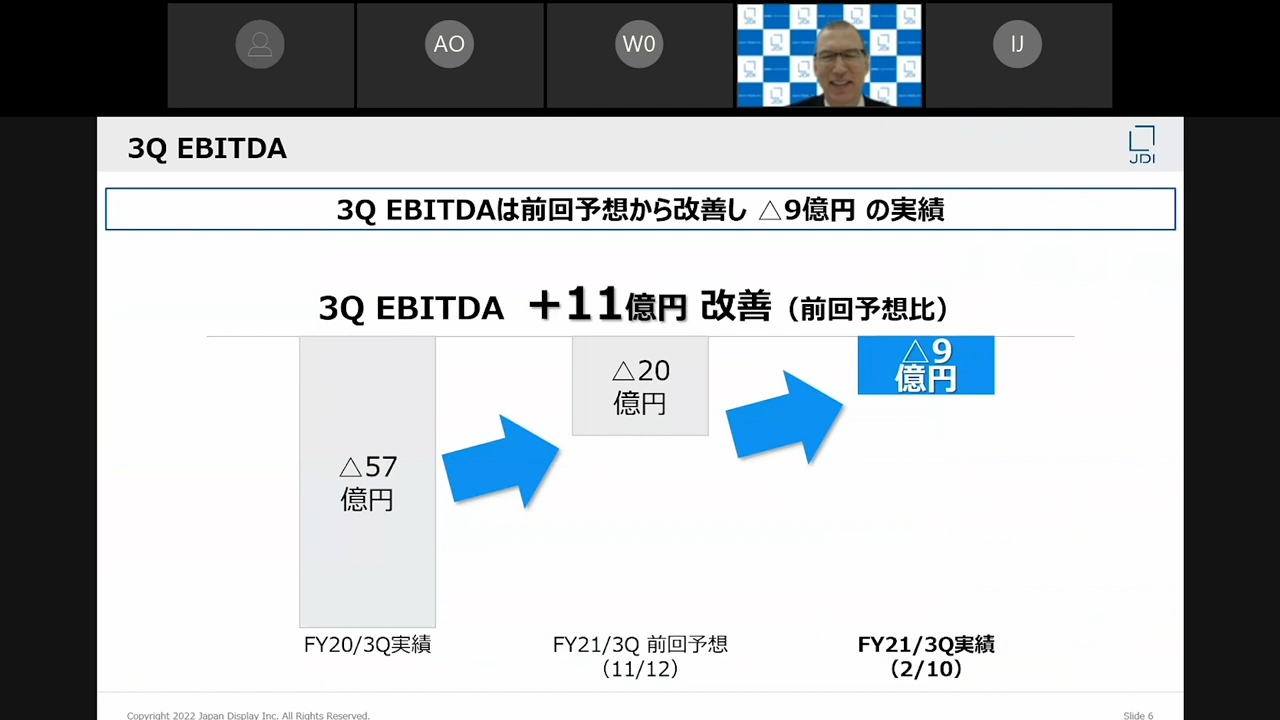 AO
W0
IJ
3Q EBITDA
JDI
3Q EBITDAは前回予想から改善し △9億円 の実績
3Q EBITDA +11億円 改善（前回予想比）
△57
億円
△20
億円
△9
億円
FY20/3Q実績
FY21/3Q 前回予想
（11/12）
FY21/3Q実績
（2/10）
Copyright 2022 Japan Display Inc. All Rights Reserved.
Slide 6